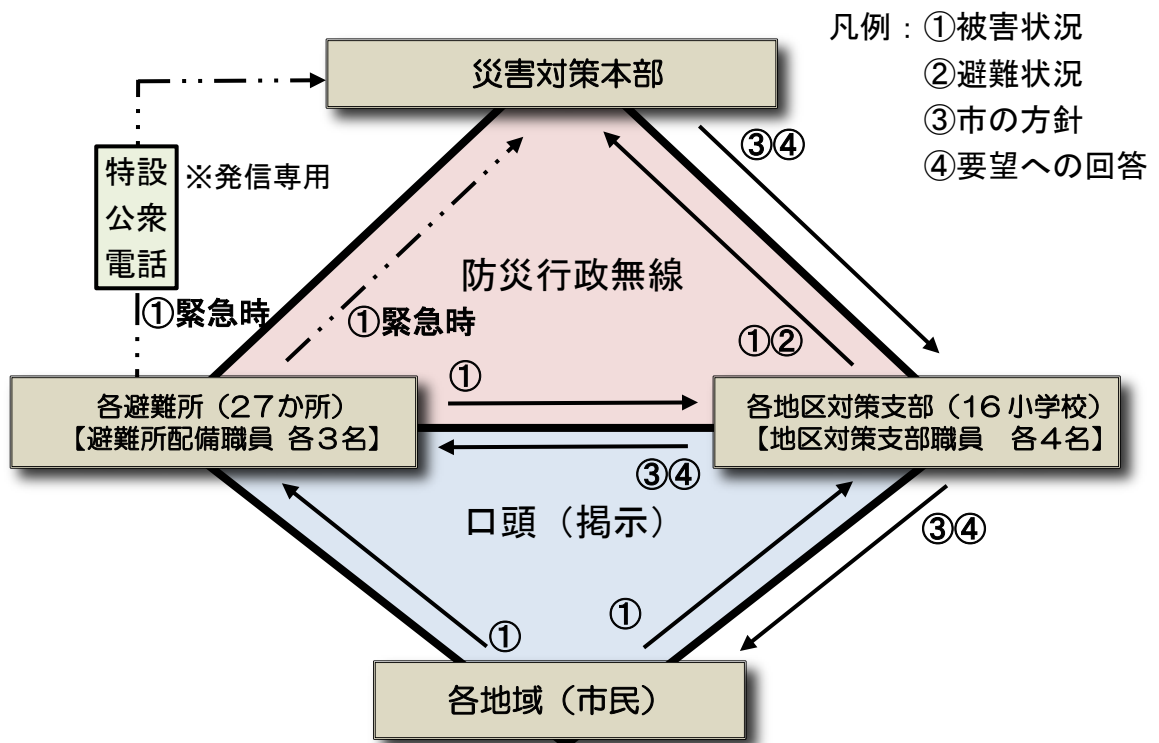 凡例：①被害状況
②避難状況
③市の方針
④要望への回答
災害対策本部
③④
特設
公衆
電話
※発信専用
防災行政無線
①緊急時
①緊急時
①②
①
各避難所（２７か所）
【避難所配備職員 各３名】
各地区対策支部（１６小学校）
【地区対策支部職員　各４名】
③④
口頭（掲示）
③④
①
①
各地域（市民）